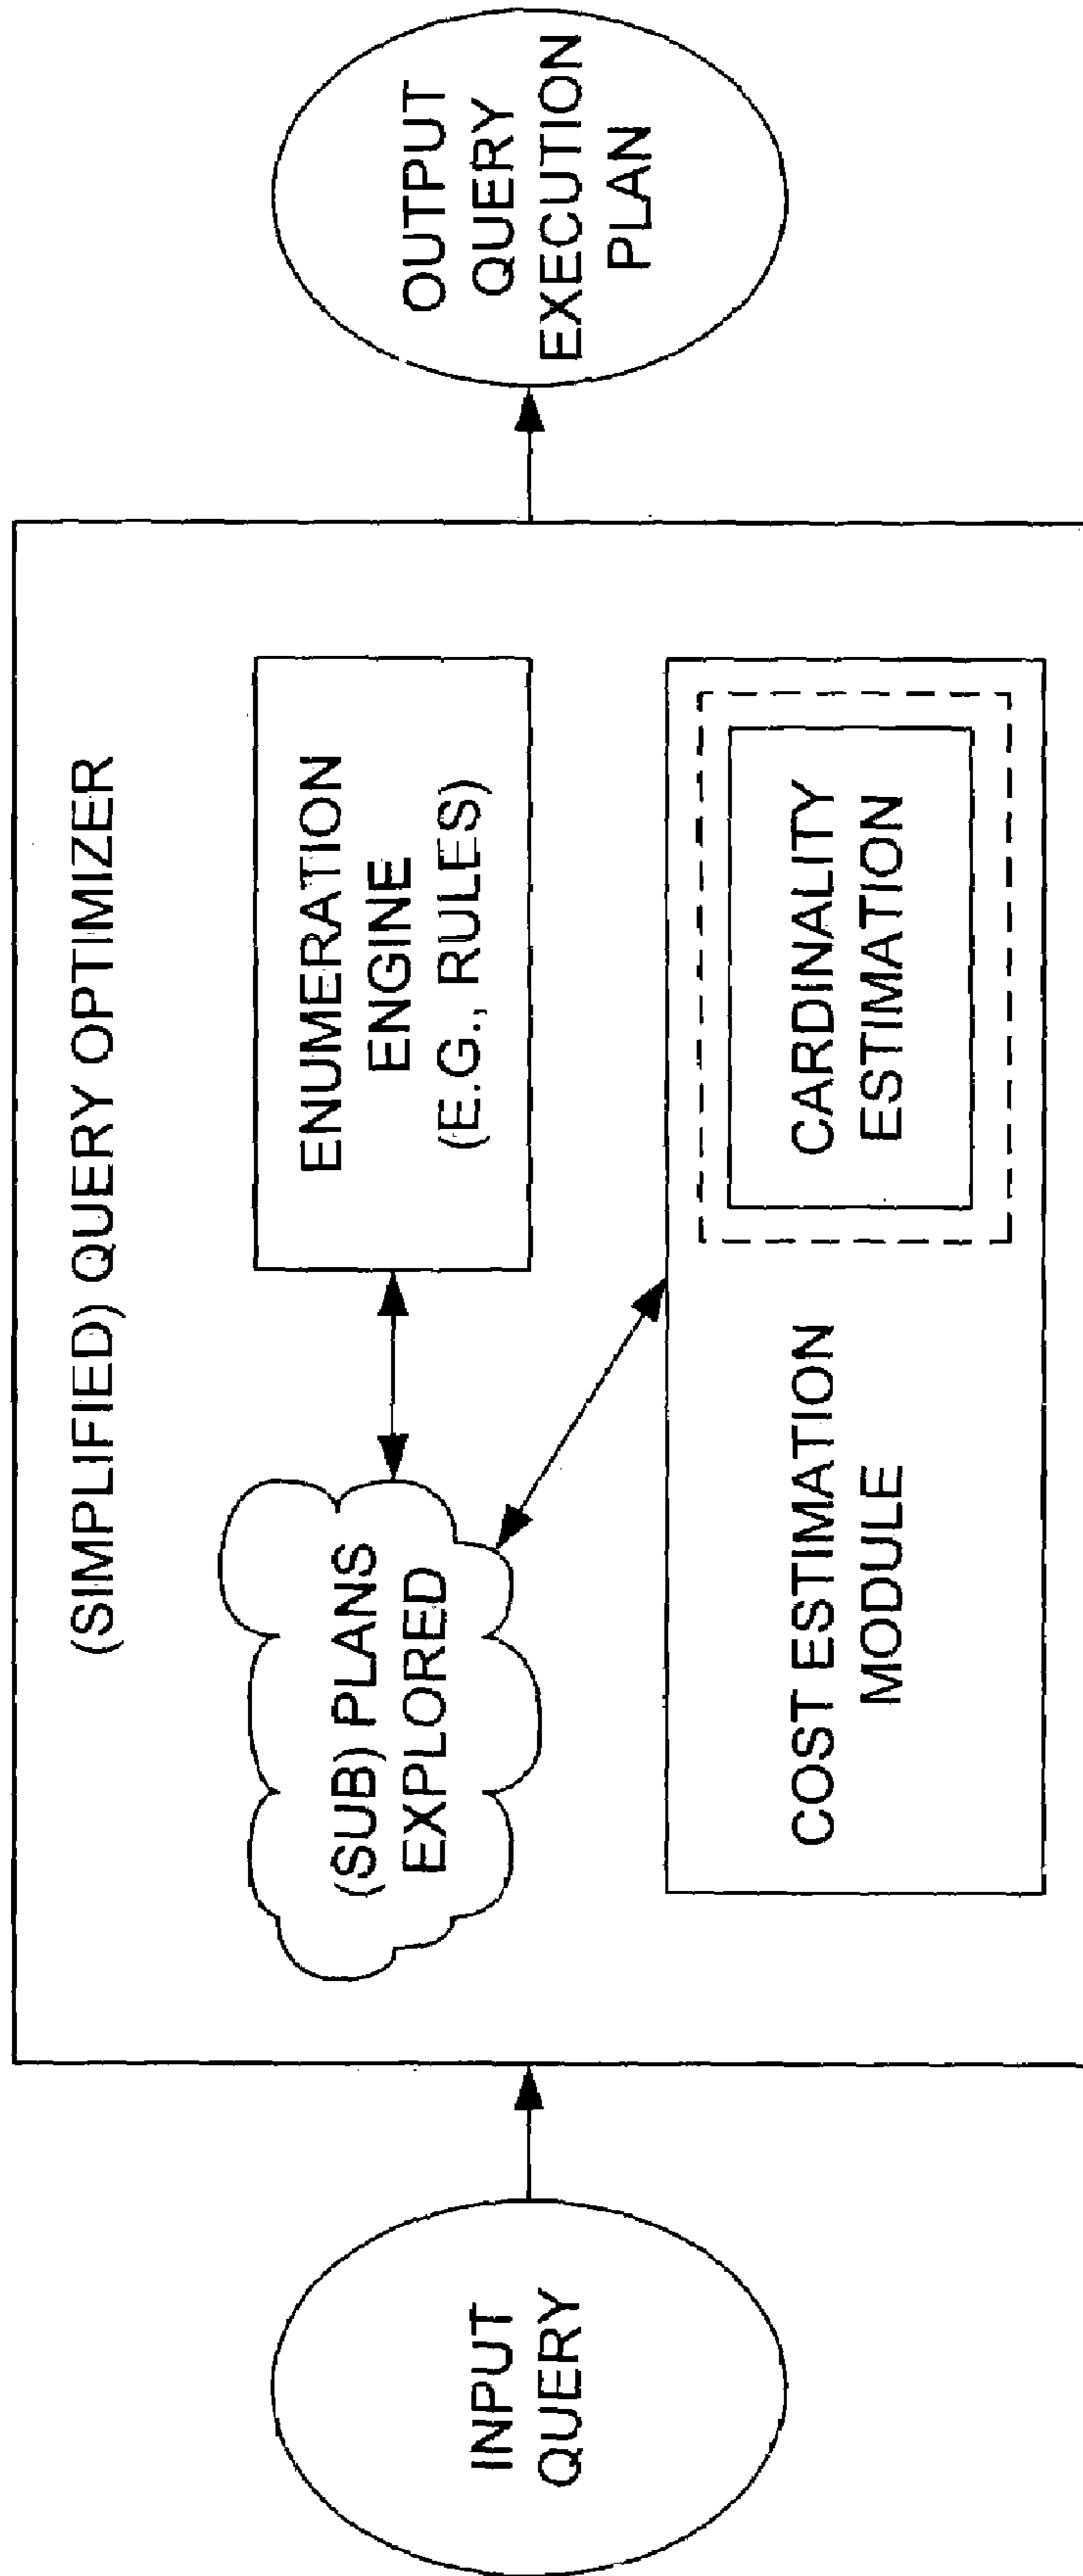 INPUT
QUERY
(SIMPLIFIED) QUERY OPTIMIZER
(SUB) PLANS
EXPLORED
ENUMERATION
ENGINE
(E.G., RULES)
COST ESTIMATION
MODULE
CARDINALITY
ESTIMATION
OUTPUT
QUERY
EXECUTION
PLAN